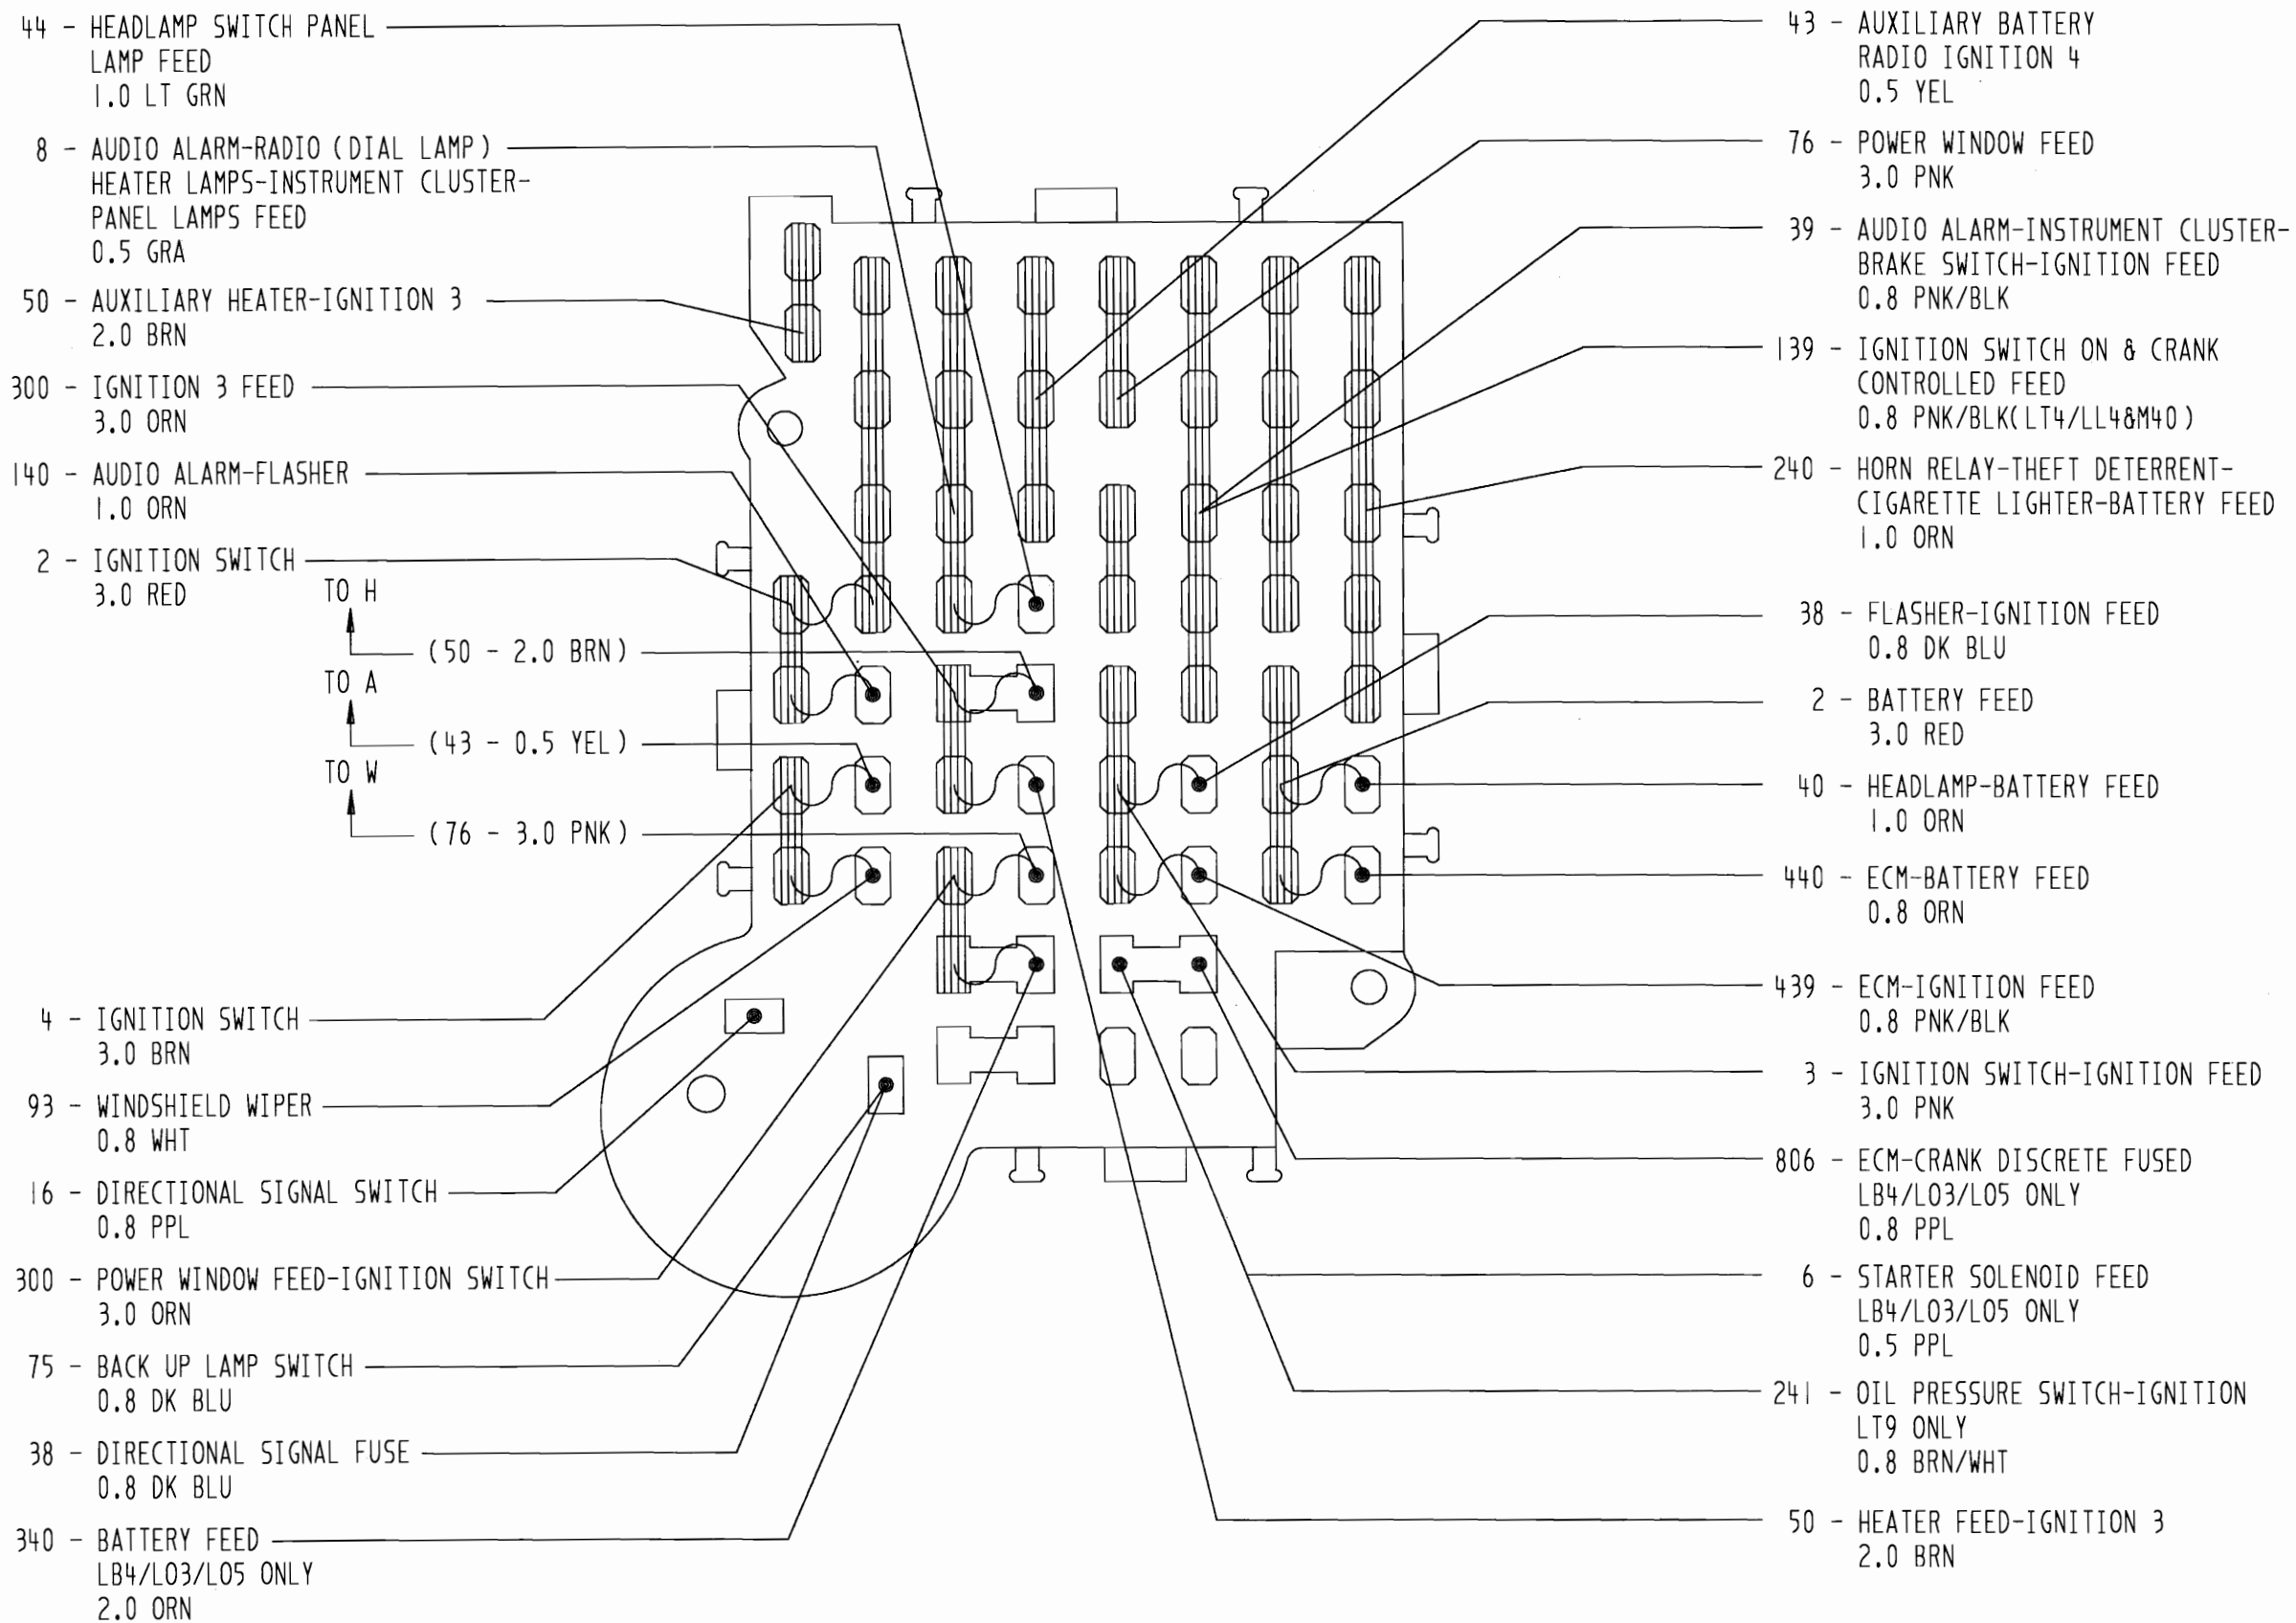 44 - HEADLAMP SWITCH PANEL
LAMP FEED
1.0 LT GRN
8 - AUDIO ALARM-RADIO (DIAL LAMP)
HEATER LAMPS-INSTRUMENT CLUSTER-
PANEL LAMPS FEED
0.5 GRA
50 - AUXILIARY HEATER-IGNITION 3
2.0 BRN
300 - IGNITION 3 FEED
3.0 ORN
140 - AUDIO ALARM-FLASHER
1.0 ORN
2 - IGNITION SWITCH
3.0 RED
TO H
(50 - 2.0 BRN)
TO A
(43 - 0.5 YEL)
TO W
(76 - 3.0 PNK)
4 - IGNITION SWITCH
3.0 BRN
93 - WINDSHIELD WIPER
0.8 WHT
16 - DIRECTIONAL SIGNAL SWITCH
0.8 PPL
300 - POWER WINDOW FEED-IGNITION SWITCH
3.0 ORN
75 - BACK UP LAMP SWITCH
0.8 DK BLU
38 - DIRECTIONAL SIGNAL FUSE
0.8 DK BLU
340 - BATTERY FEED
LB4/LO3/LO5 ONLY
2.0 ORN
43 - AUXILIARY BATTERY
RADIO IGNITION 4
0.5 YEL
76 - POWER WINDOW FEED
3.0 PNK
39 - AUDIO ALARM-INSTRUMENT CLUSTER-
BRAKE SWITCH-IGNITION FEED
0.8 PNK/BLK
139 - IGNITION SWITCH ON & CRANK
CONTROLLED FEED
0.8 PNK/BLK(LT4/LL4&M40)
240 - HORN RELAY-THEFT DETERRENT-
CIGARETTE LIGHTER-BATTERY FEED
1.0 ORN
38 - FLASHER-IGNITION FEED
0.8 DK BLU
2 - BATTERY FEED
3.0 RED
40 - HEADLAMP-BATTERY FEED
1.0 ORN
440 - ECM-BATTERY FEED
0.8 ORN
439 - ECM-IGNITION FEED
0.8 PNK/BLK
3 - IGNITION SWITCH-IGNITION FEED
3.0 PNK
806 - ECM-CRANK DISCRETE FUSED
LB4/LO3/LO5 ONLY
0.8 PPL
6 - STARTER SOLENOID FEED
LB4/LO3/LO5 ONLY
0.5 PPL
241 - OIL PRESSURE SWITCH-IGNITION
LT9 ONLY
0.8 BRN/WHT
50 - HEATER FEED-IGNITION 3
2.0 BRN